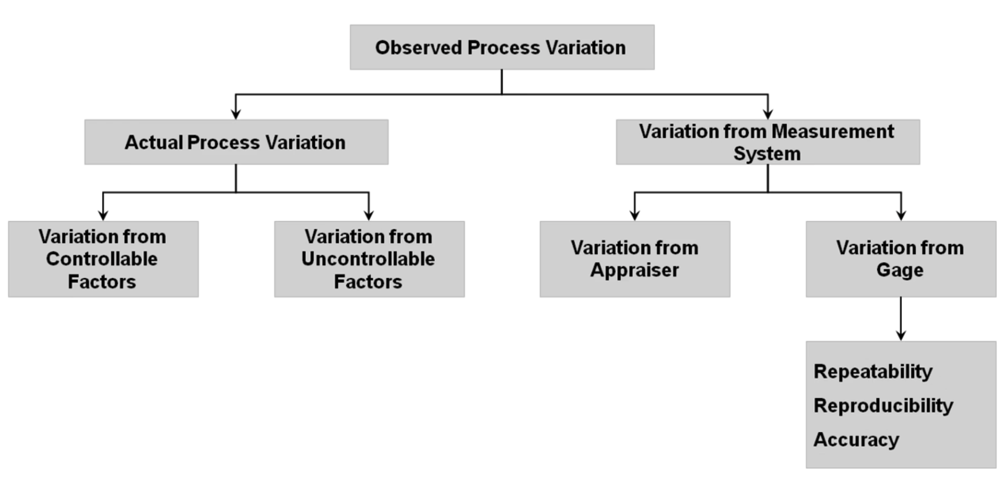 Observed Process Variation
Actual Process Variation
Variation from Measurement
System
Variation from
Controllable
Factors
Variation from
Uncontrollable
Factors
Variation from
Appraiser
Variation from
Gage
Repeatability
Reproducibility
Accuracy